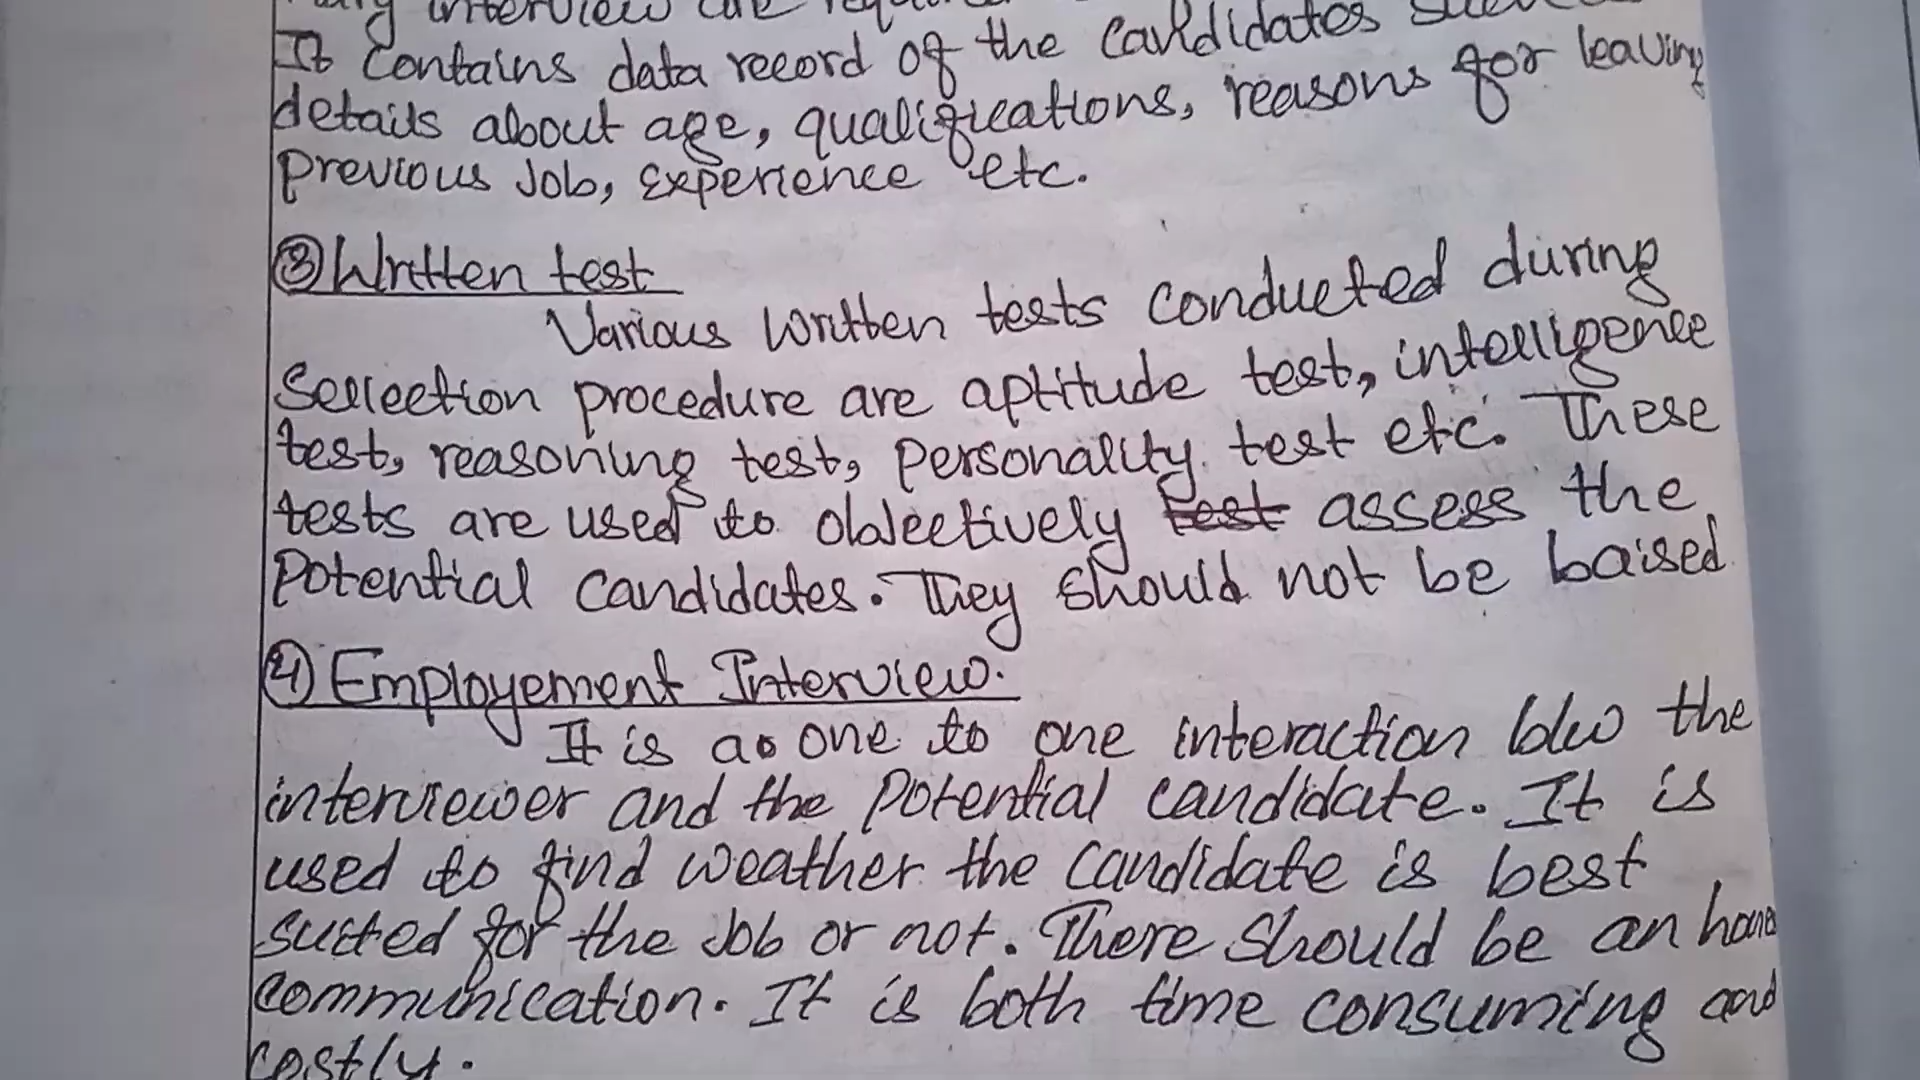 interview are
It contains data record of the candidates
details about age, qualifications, reasons for leaving
previous Job, experience etc.
③ Written test
Various written tests conducted during
Sellection procedure are aptitude test, intelligence
test, reasoning test, personality test etc. These
tests are used to objectively test assess the
Potential candidates. They should not be baised
④ Employement Interview.
It is a one to one interaction b/w the
interviewer and the potential candidate. It is
used to find weather the candidate is best
suited for the Job or not. There should be an
communication. It is both time consuming and
costly.